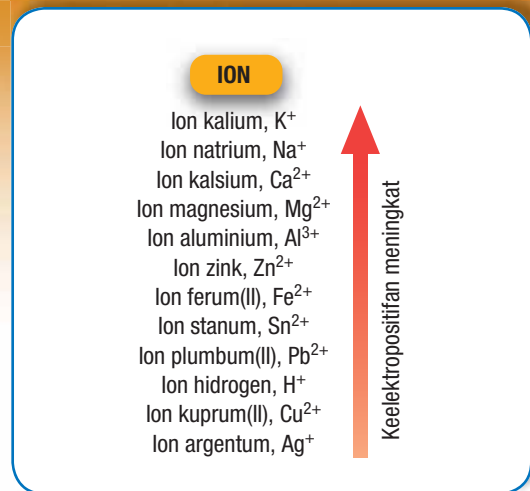 ION
Ion kalium, K⁺
Ion natrium, Na⁺
Ion kalsium, Ca²⁺
Ion magnesium, Mg²⁺
Ion aluminium, Al³⁺
Ion zink, Zn²⁺
Ion ferum(II), Fe²⁺
Ion stanum, Sn²⁺
Ion plumbum(II), Pb²⁺
Ion hidrogen, H⁺
Ion kuprum(II), Cu²⁺
Ion argentum, Ag⁺
Keelektropositifan meningkat